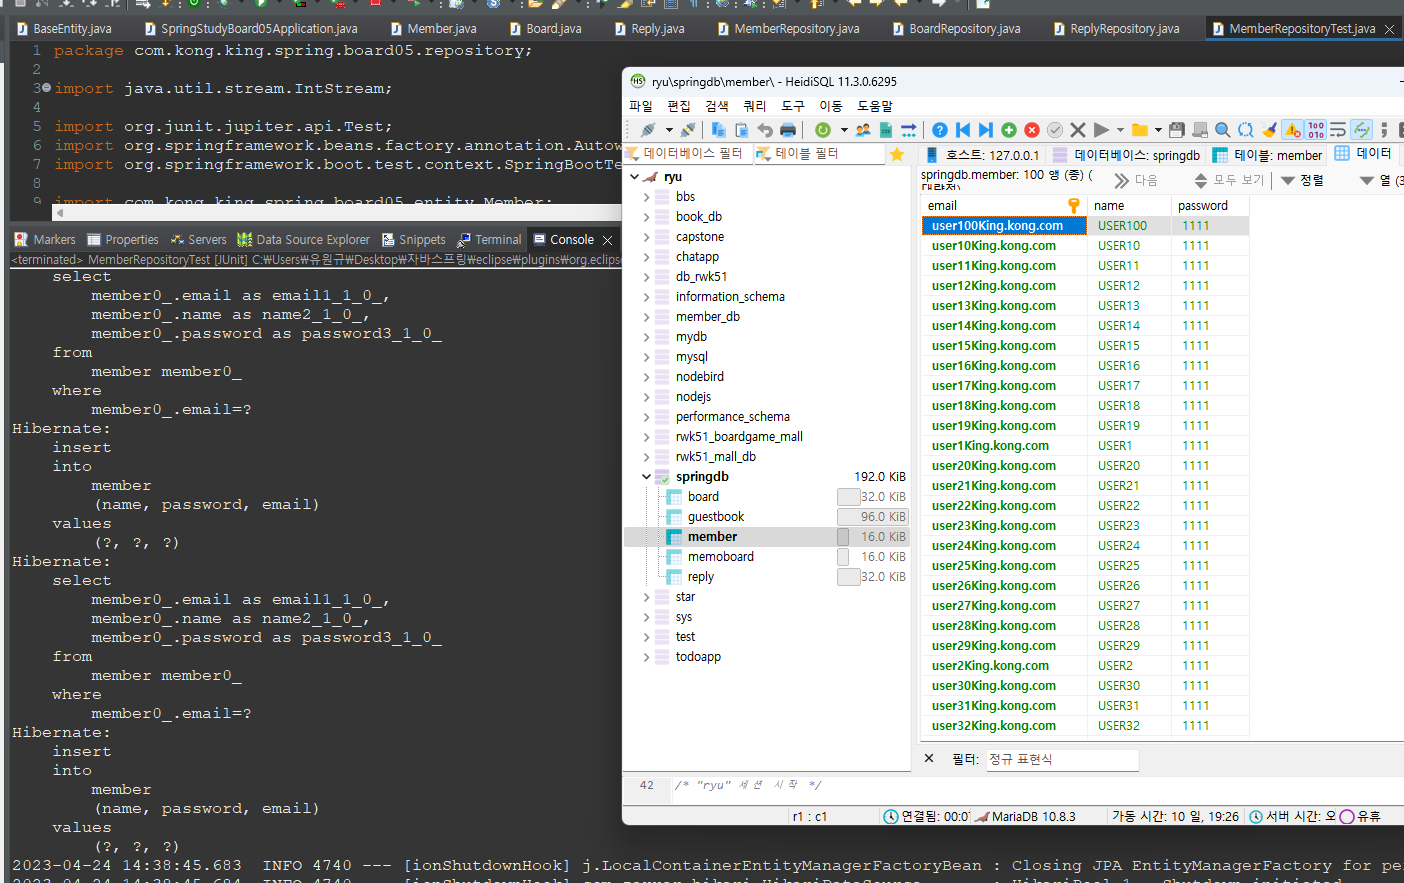 BaseEntity.java SpringStudyBoard05Application.java Member.java Board.java Reply.java MemberRepository.java BoardRepository.java ReplyRepository.java MemberRepositoryTest.java
1 package com.kong.king.spring.board05.repository;
2
3 import java.util.stream.IntStream;
4
5 import org.junit.jupiter.api.Test;
6 import org.springframework.beans.factory.annotation.Autow
7 import org.springframework.boot.test.context.SpringBootTe
8
9 import com.kong.king.spring.board05.entity.Member;
Markers Properties Servers Data Source Explorer Snippets Terminal Console
<terminated> MemberRepositoryTest [JUnit] C:₩Users₩유원규₩Desktop₩자바스프링₩eclipse₩plugins₩org.eclipse
select
member0_.email as email1_1_0_,
member0_.name as name2_1_0_,
member0_.password as password3_1_0_
from
member member0_
where
member0_.email=?
Hibernate:
insert
into
member
(name, password, email)
values
(?, ?, ?)
Hibernate:
select
member0_.email as email1_1_0_,
member0_.name as name2_1_0_,
member0_.password as password3_1_0_
from
member member0_
where
member0_.email=?
Hibernate:
insert
into
member
(name, password, email)
values
(?, ?, ?)
2023-04-24 14:38:45.683 INFO 4740 --- [ionShutdownHook] j.LocalContainerEntityManagerFactoryBean : Closing JPA EntityManagerFactory for pe
ryu\springdb\member\ - HeidiSQL 11.3.0.6295
파일 편집 검색 쿼리 도구 이동 도움말
데이터베이스 필터 테이블 필터
ryu
bbs
book_db
capstone
chatapp
db_rwk51
information_schema
member_db
mydb
mysql
nodebird
nodejs
performance_schema
rwk51_boardgame_mall
rwk51_mall_db
springdb 192.0 KiB
board 32.0 KiB
guestbook 96.0 KiB
member 16.0 KiB
memoboard 16.0 KiB
reply 32.0 KiB
star
sys
test
todoapp
호스트: 127.0.0.1 데이터베이스: springdb 테이블: member 데이터
springdb.member: 100 행 (총) (
대략적) 다음 모두 보기 정렬 열 (3
email name password
user100King.kong.com USER100 1111
user10King.kong.com USER10 1111
user11King.kong.com USER11 1111
user12King.kong.com USER12 1111
user13King.kong.com USER13 1111
user14King.kong.com USER14 1111
user15King.kong.com USER15 1111
user16King.kong.com USER16 1111
user17King.kong.com USER17 1111
user18King.kong.com USER18 1111
user19King.kong.com USER19 1111
user1King.kong.com USER1 1111
user20King.kong.com USER20 1111
user21King.kong.com USER21 1111
user22King.kong.com USER22 1111
user23King.kong.com USER23 1111
user24King.kong.com USER24 1111
user25King.kong.com USER25 1111
user26King.kong.com USER26 1111
user27King.kong.com USER27 1111
user28King.kong.com USER28 1111
user29King.kong.com USER29 1111
user2King.kong.com USER2 1111
user30King.kong.com USER30 1111
user31King.kong.com USER31 1111
user32King.kong.com USER32 1111
필터: 정규 표현식
42 /* "ryu" 세션 시작 */
r1 : c1 연결됨: 00:0 MariaDB 10.8.3 가동 시간: 10 일, 19:26 서버 시간: 오 유휴